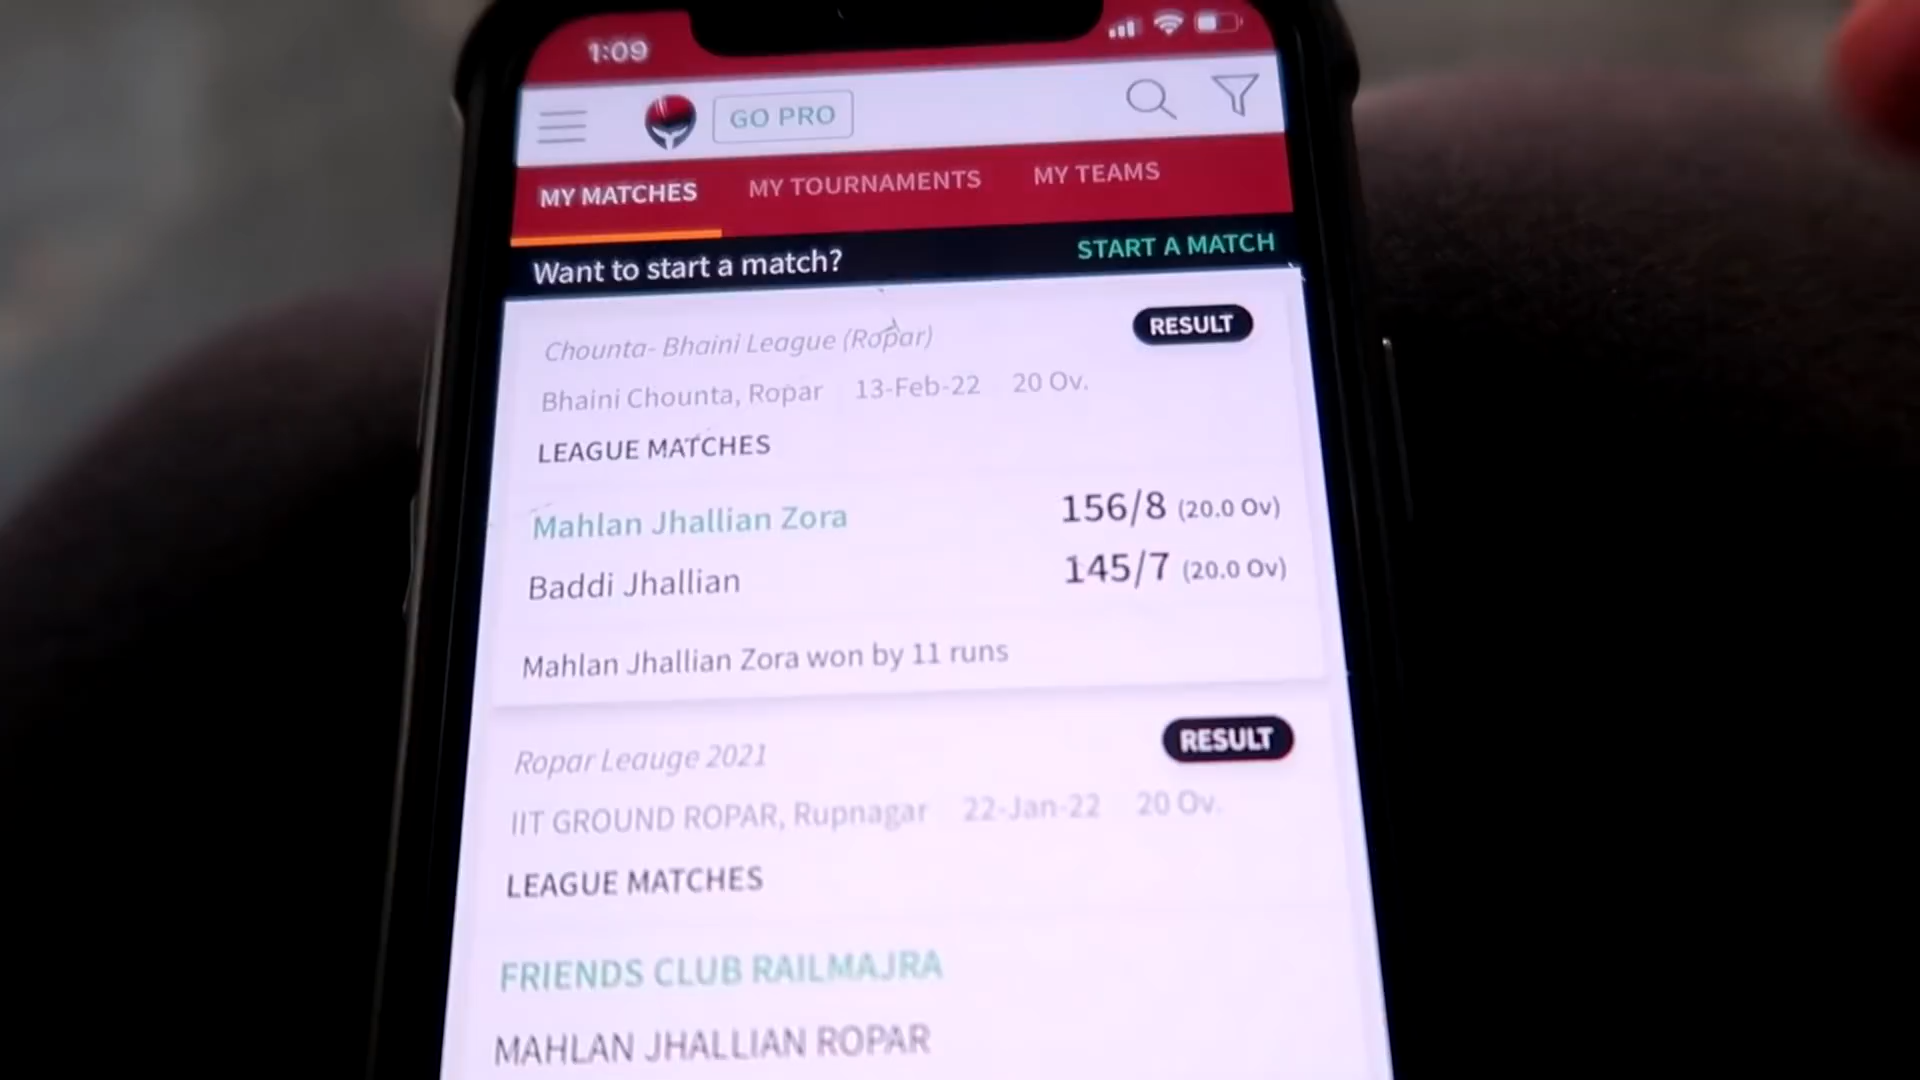 1:09
GO PRO
MY MATCHES MY TOURNAMENTS MY TEAMS
Want to start a match? START A MATCH
Chounta- Bhaini League (Ropar) RESULT
Bhaini Chounta, Ropar 13-Feb-22 20 Ov.
LEAGUE MATCHES
Mahlan Jhallian Zora 156/8 (20.0 Ov)
Baddi Jhallian 145/7 (20.0 Ov)
Mahlan Jhallian Zora won by 11 runs
Ropar Leauge 2021 RESULT
IIT GROUND ROPAR, Rupnagar 22-Jan-22 20 Ov.
LEAGUE MATCHES
FRIENDS CLUB RAILMAJRA
MAHLAN JHALLIAN ROPAR